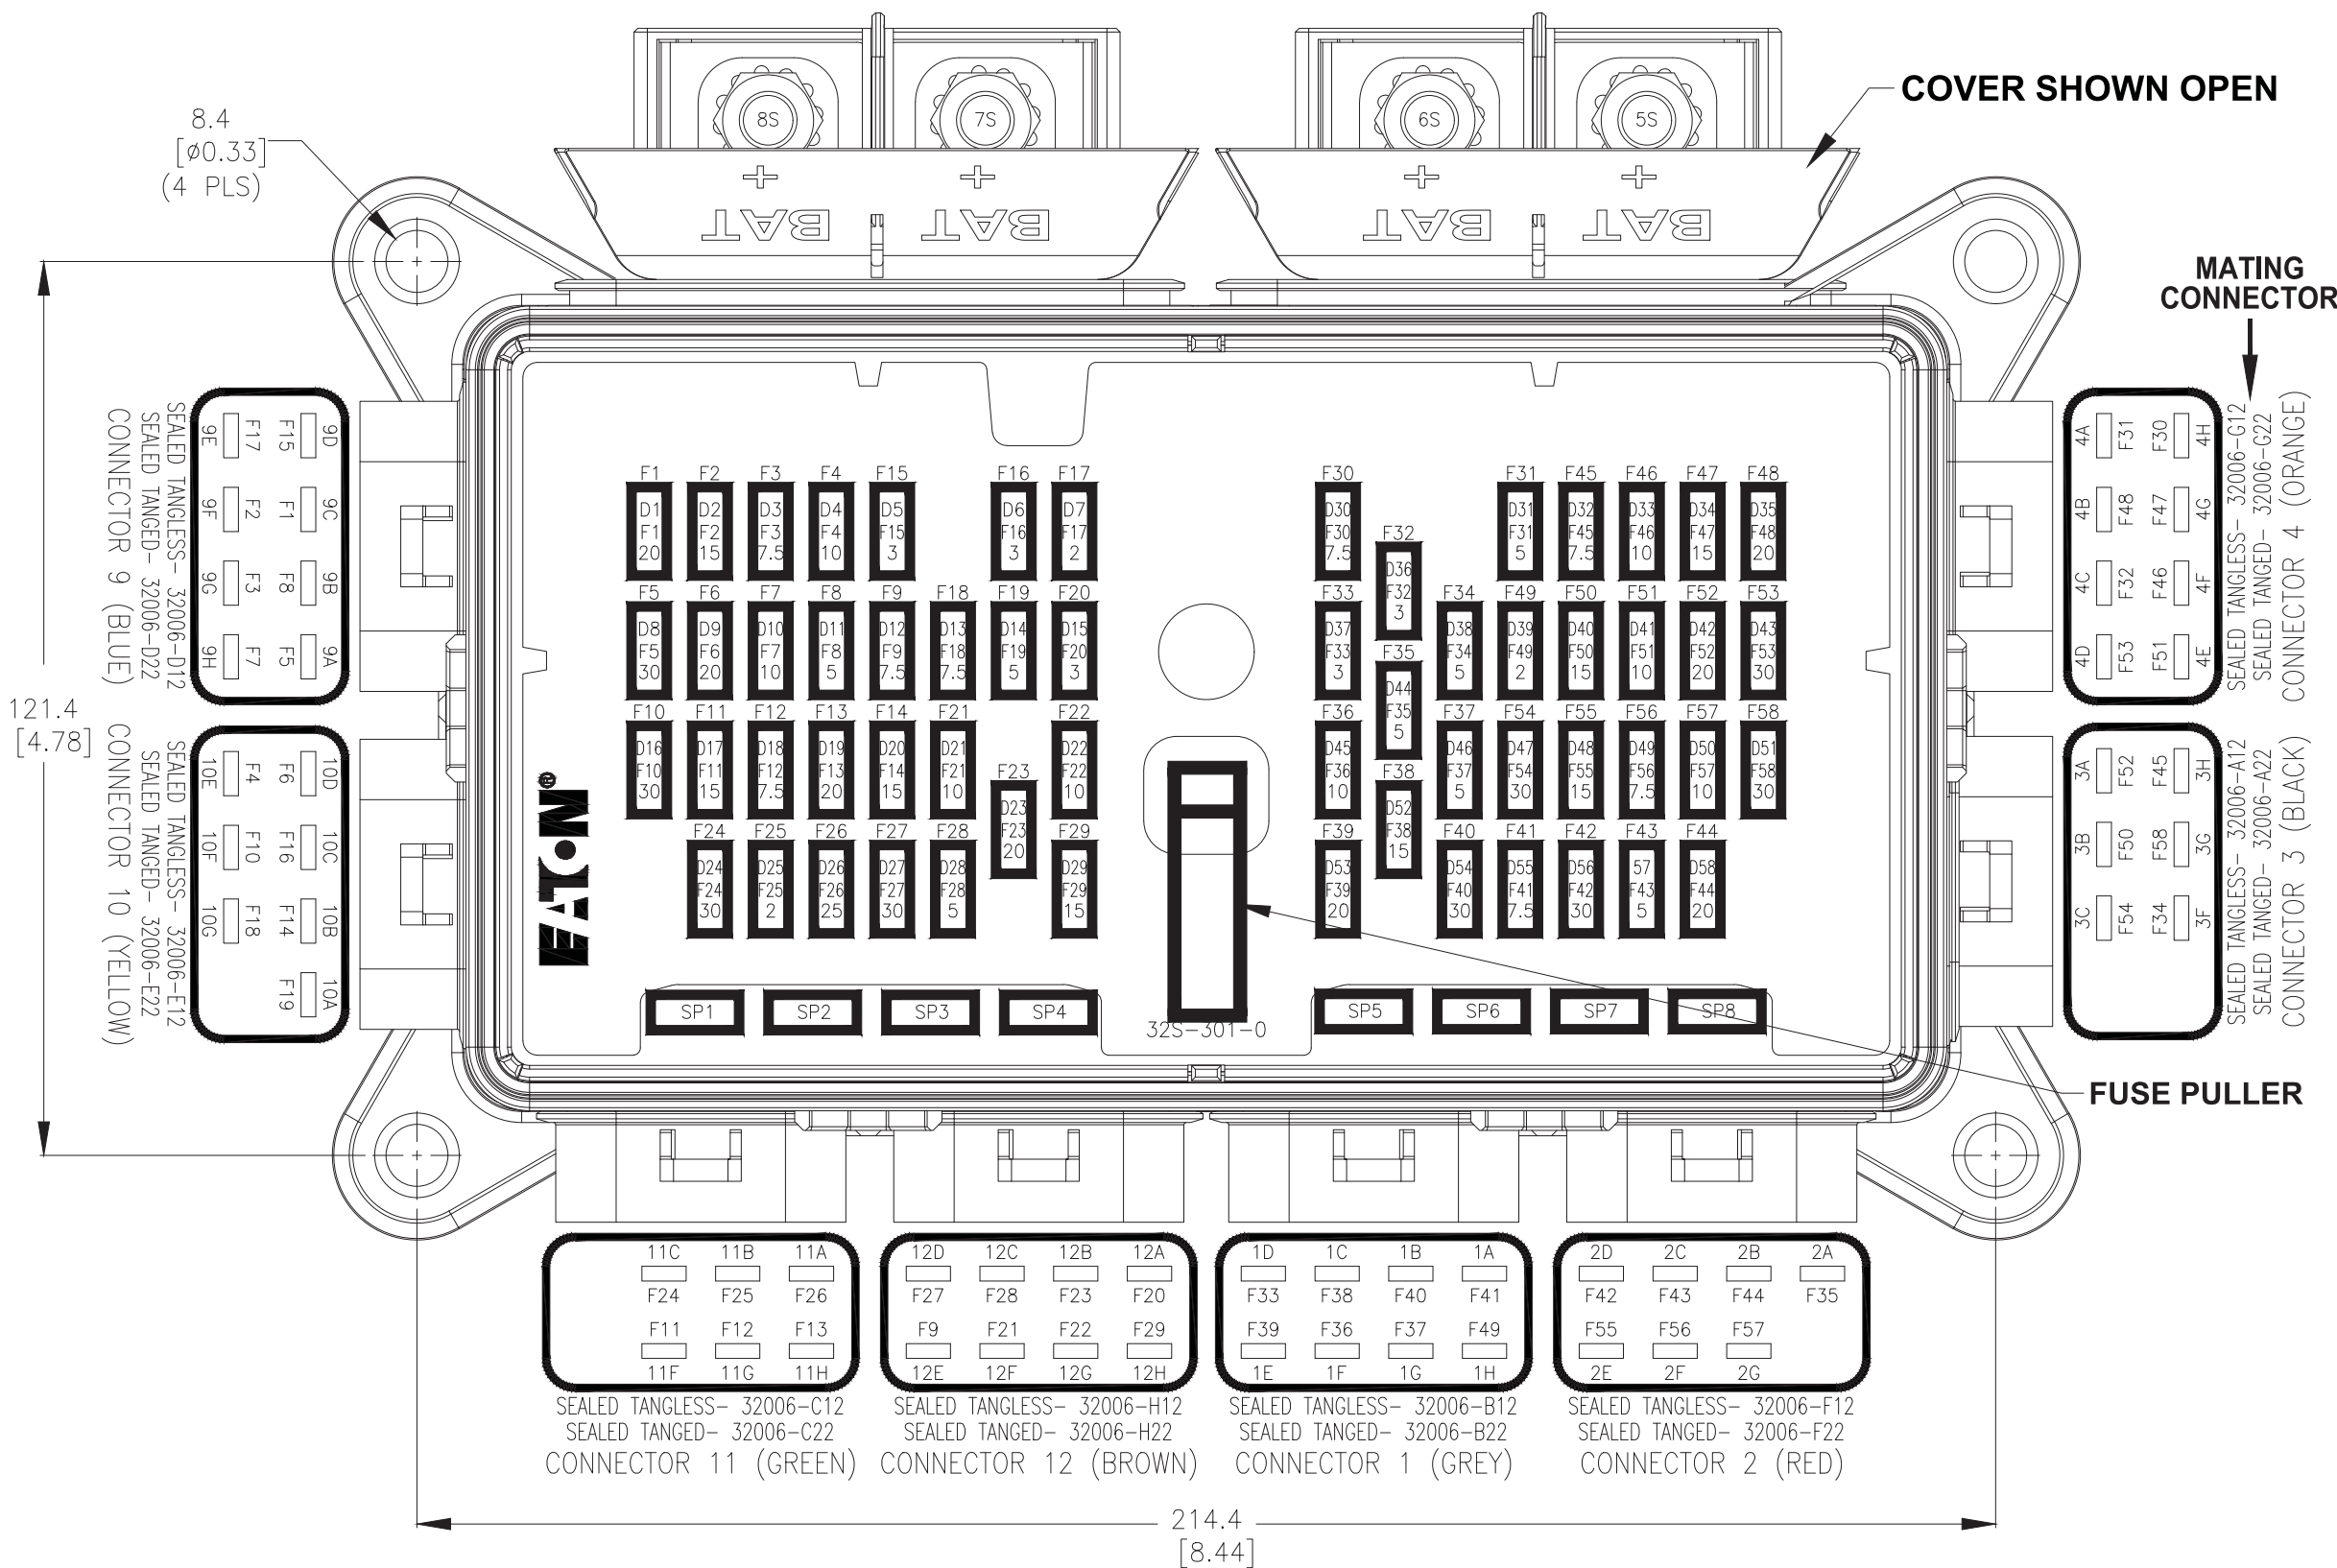 8S
7S
6S
5S
COVER SHOWN OPEN
8.4
[ø0.33]
(4 PLS)
+
+
+
+
BAT
BAT
BAT
BAT
MATING
CONNECTOR
121.4
[4.78]
9E F17 F15 9D
9F F2 F1 9C
9G F3 F8 9B
9H F7 F5 9A
SEALED TANGLESS- 32006-D12
SEALED TANGED- 32006-D22
CONNECTOR 9 (BLUE)
10E F4 F6 10D
10F F10 F16 10C
10G F18 F14 10B
F19 10A
SEALED TANGLESS- 32006-E12
SEALED TANGED- 32006-E22
CONNECTOR 10 (YELLOW)
F1 F2 F3 F4 F15 F16 F17
D1 D2 D3 D4 D5 D6 D7
F1 F2 F3 F4 F15 F16 F17
20 15 7.5 10 3 3 2
F5 F6 F7 F8 F9 F18 F19 F20
D8 D9 D10 D11 D12 D13 D14 D15
F5 F6 F7 F8 F9 F18 F19 F20
30 20 10 5 7.5 7.5 5 3
F10 F11 F12 F13 F14 F21 F22
D16 D17 D18 D19 D20 D21 D22
F10 F11 F12 F13 F14 F21 F22
30 15 7.5 20 15 10 10
F23
D23
F23
20
F24 F25 F26 F27 F28 F29
D24 D25 D26 D27 D28 D29
F24 F25 F26 F27 F28 F29
30 2 25 30 5 15
EATON®
SP1 SP2 SP3 SP4
32S-301-0
F30 F31 F45 F46 F47 F48
D30 D31 D32 D33 D34 D35
F30 F31 F45 F46 F47 F48
7.5 5 7.5 10 15 20
F32
D36
F32
3
F33 F34 F49 F50 F51 F52 F53
D37 D38 D39 D40 D41 D42 D43
F33 F34 F49 F50 F51 F52 F53
3 5 2 15 10 20 30
F35
D44
F35
5
F36 F37 F54 F55 F56 F57 F58
D45 D46 D47 D48 D49 D50 D51
F36 F37 F54 F55 F56 F57 F58
10 5 30 15 7.5 10 30
F38
D52
F38
15
F39 F40 F41 F42 F43 F44
D53 D54 D55 D56 57 D58
F39 F40 F41 F42 F43 F44
20 30 7.5 30 5 20
SP5 SP6 SP7 SP8
4A F31 F30 4H
4B F48 F47 4G
4C F32 F46 4F
4D F53 F51 4E
SEALED TANGLESS- 32006-G12
SEALED TANGED- 32006-G22
CONNECTOR 4 (ORANGE)
3A F52 F45 3H
3B F50 F58 3G
3C F54 F34 3F
SEALED TANGLESS- 32006-A12
SEALED TANGED- 32006-A22
CONNECTOR 3 (BLACK)
FUSE PULLER
11C 11B 11A
F24 F25 F26
F11 F12 F13
11F 11G 11H
SEALED TANGLESS- 32006-C12
SEALED TANGED- 32006-C22
CONNECTOR 11 (GREEN)
12D 12C 12B 12A
F27 F28 F23 F20
F9 F21 F22 F29
12E 12F 12G 12H
SEALED TANGLESS- 32006-H12
SEALED TANGED- 32006-H22
CONNECTOR 12 (BROWN)
1D 1C 1B 1A
F33 F38 F40 F41
F39 F36 F37 F49
1E 1F 1G 1H
SEALED TANGLESS- 32006-B12
SEALED TANGED- 32006-B22
CONNECTOR 1 (GREY)
2D 2C 2B 2A
F42 F43 F44 F35
F55 F56 F57
2E 2F 2G
SEALED TANGLESS- 32006-F12
SEALED TANGED- 32006-F22
CONNECTOR 2 (RED)
214.4
[8.44]